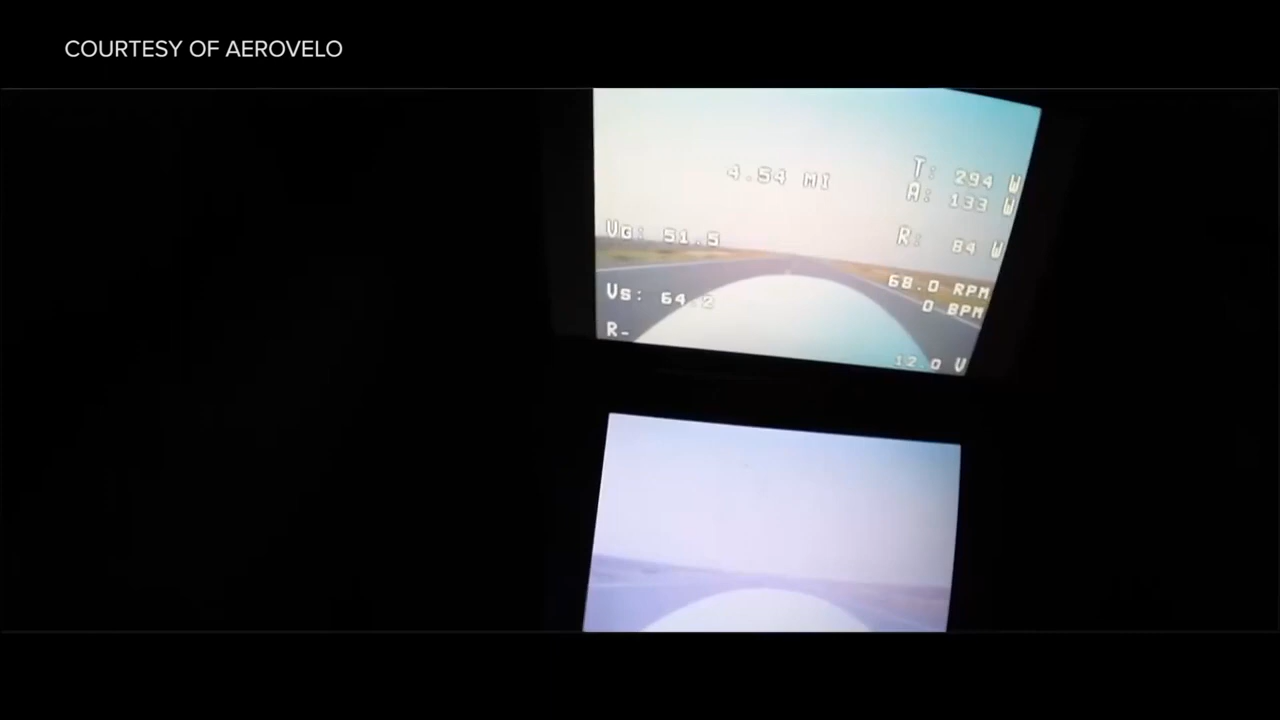 COURTESY OF AEROVELO
4.54 MI
T: 294 W
A: 133 W
VG: 51.5
R: 84 W
68.0 RPM
Vs: 64.2
0 BPM
R-
12.0 V